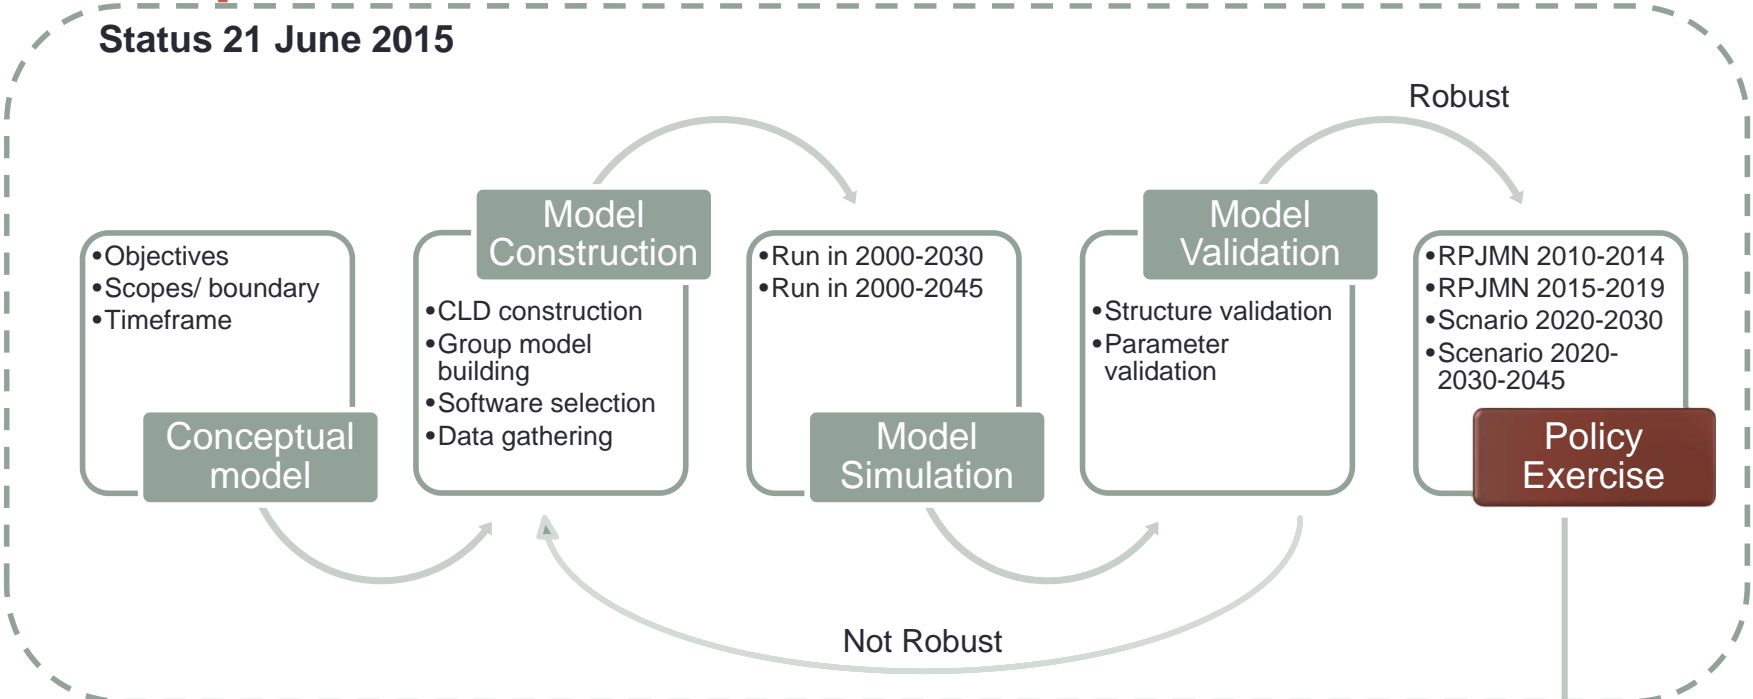 Status 21 June 2015
•Objectives
•Scopes/ boundary
•Timeframe
Conceptual
model
Model
Construction
•CLD construction
•Group model
building
•Software selection
•Data gathering
•Run in 2000-2030
•Run in 2000-2045
Model
Simulation
Model
Validation
•Structure validation
•Parameter
validation
Robust
•RPJMN 2010-2014
•RPJMN 2015-2019
•Scnario 2020-2030
•Scenario 2020-
2030-2045
Policy
Exercise
Not Robust